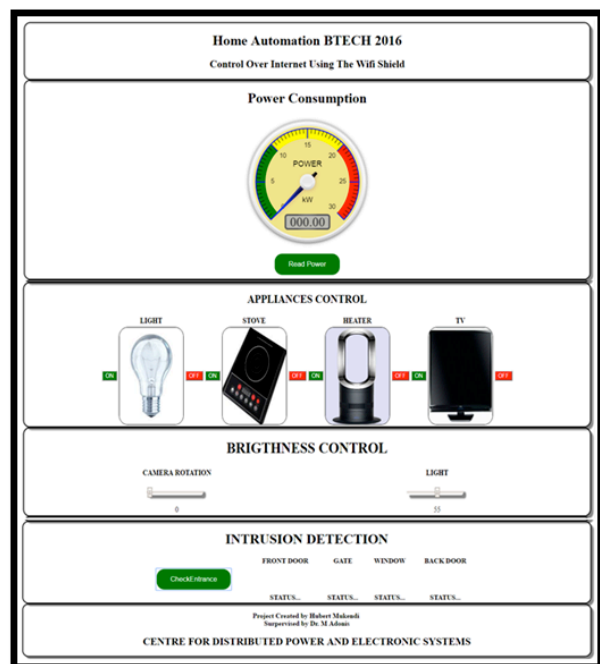 Home Automation BTECH 2016
Control Over Internet Using The Wifi Shield
Power Consumption
15
10 20
POWER
5 25
kW
0 30
000.00
Read Power
APPLIANCES CONTROL
LIGHT STOVE HEATER TV
ON OFF ON OFF ON OFF ON OFF
BRIGTHNESS CONTROL
CAMERA ROTATION LIGHT
0 55
INTRUSION DETECTION
FRONT DOOR GATE WINDOW BACK DOOR
CheckEntrance
STATUS... STATUS... STATUS... STATUS...
Project Created by Hubert Mukendi
Surpervised by Dr. M Adonis
CENTRE FOR DISTRIBUTED POWER AND ELECTRONIC SYSTEMS